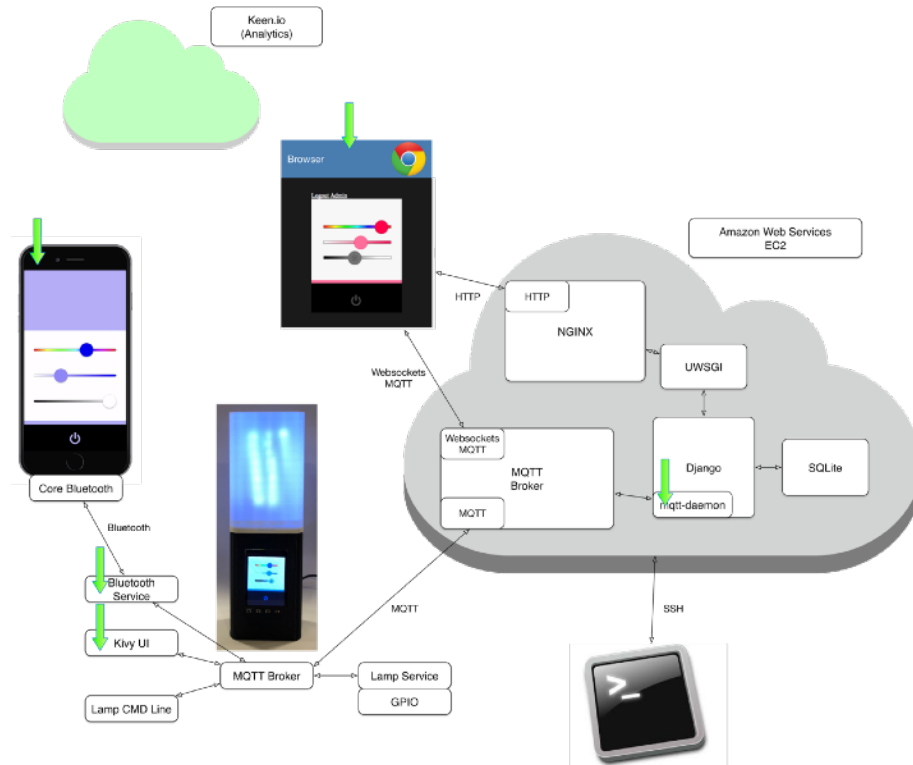 Keen.io
(Analytics)
Browser
Logout Admin
Amazon Web Services
EC2
HTTP
HTTP
NGINX
UWSGI
Websockets
MQTT
Websockets
MQTT
MQTT
Broker
MQTT
Django
mqtt-daemon
SQLite
Core Bluetooth
Bluetooth
Bluetooth
Service
Kivy UI
MQTT
SSH
MQTT Broker
Lamp Service
GPIO
Lamp CMD Line